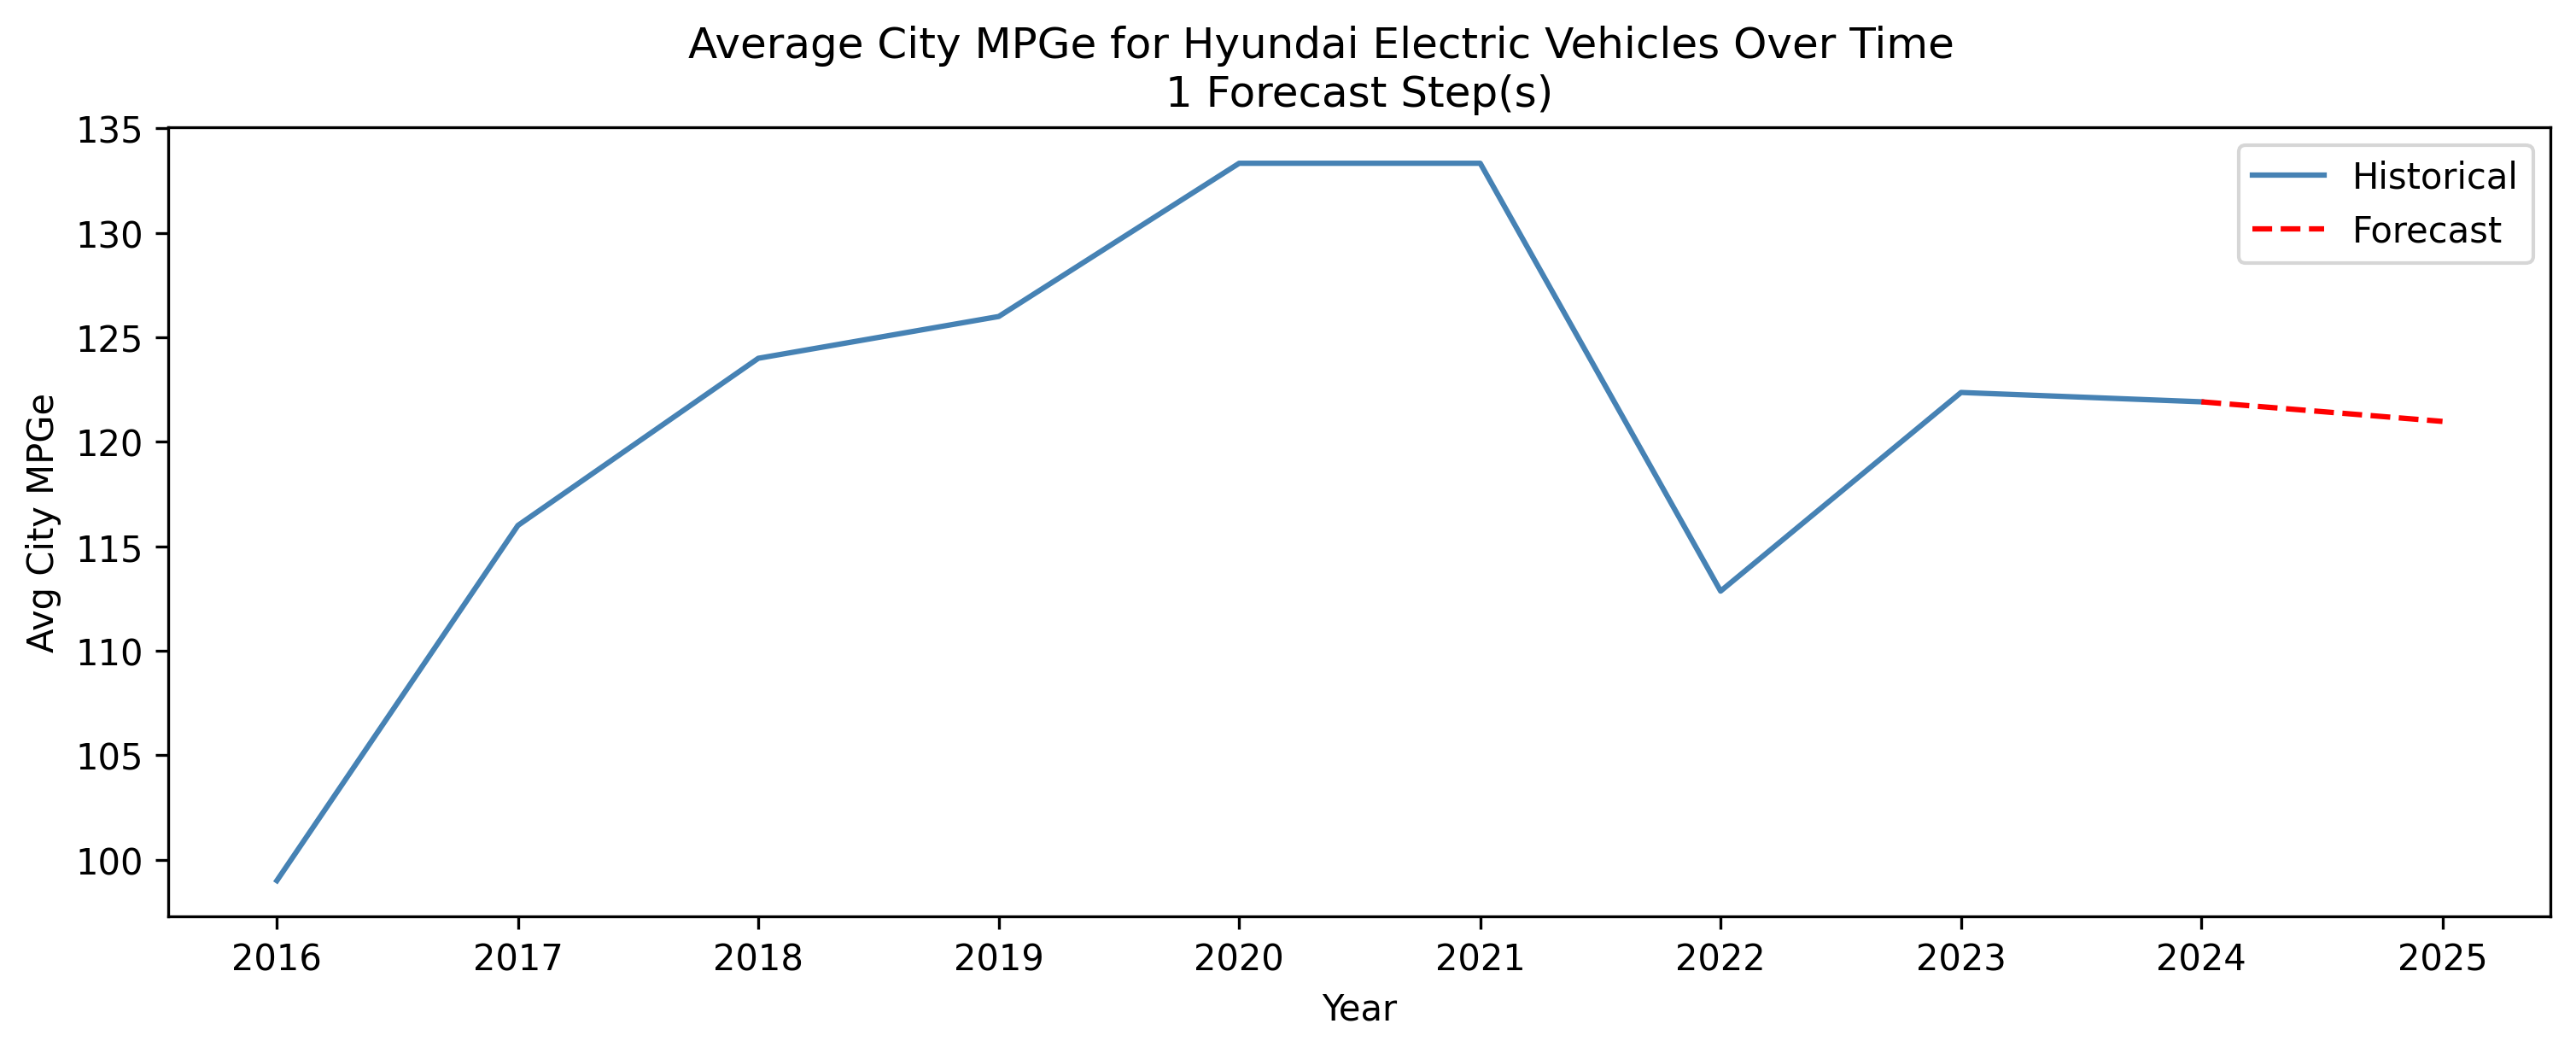 Average City MPGe for Hyundai Electric Vehicles Over Time
1 Forecast Step(s)
Historical
Forecast
Avg City MPGe
135
130
125
120
115
110
105
100
2016 2017 2018 2019 2020 2021 2022 2023 2024 2025
Year